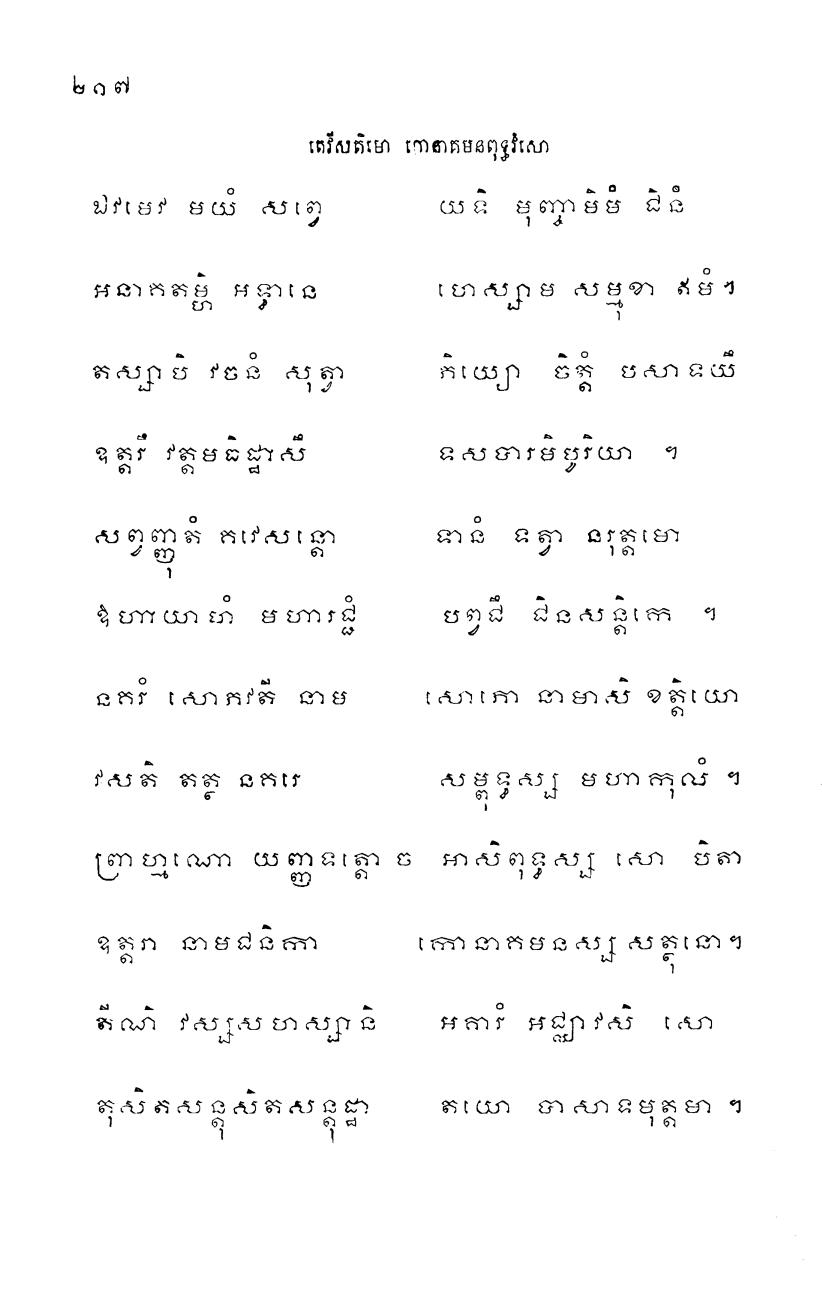 ២១៧
តេវីសតិមោ កោនាគមនពុទ្ធវំសោ
ឯវមេវ មយំ សព្វេ យទិ មុញ្ចាមិមំ ជិនំ
អនាគតម្ហិ អទ្ធានេ ហេស្សាម សម្មុខា ឥមំ។
តស្សាបិ វចនំ សុត្វា ភិយ្យោ ចិត្តំ បសាទយឹ
ឧត្តរឹ វត្តមធិដ្ឋាសឹ ទសបារមិបូរិយា ។
សព្វញ្ញុតំ គវេសន្តោ ទានំ ទត្វា នរុត្តមោ
ឱហាយាហំ មហារជ្ជំ បព្វជឹ ជិនសន្តិកេ ។
នគរំ សោភវតី នាម សោភោ នាមាសិ ខត្តិយោ
វសតិ តត្ថ នគរេ សម្ពុទ្ធស្ស មហាកុលំ ។
ព្រាហ្មណោ យញ្ញទត្តោ ច អាសិពុទ្ធស្ស សោ បិតា
ឧត្តរា នាមជនិកា កោនាគមនស្ស សត្ថុនោ។
តីណិ វស្សសហស្សានិ អគារំ អជ្ឈាវសិ សោ
តុសិតសន្តុសិតសន្តុដ្ឋា តយោ បាសាទមុត្តមា ។